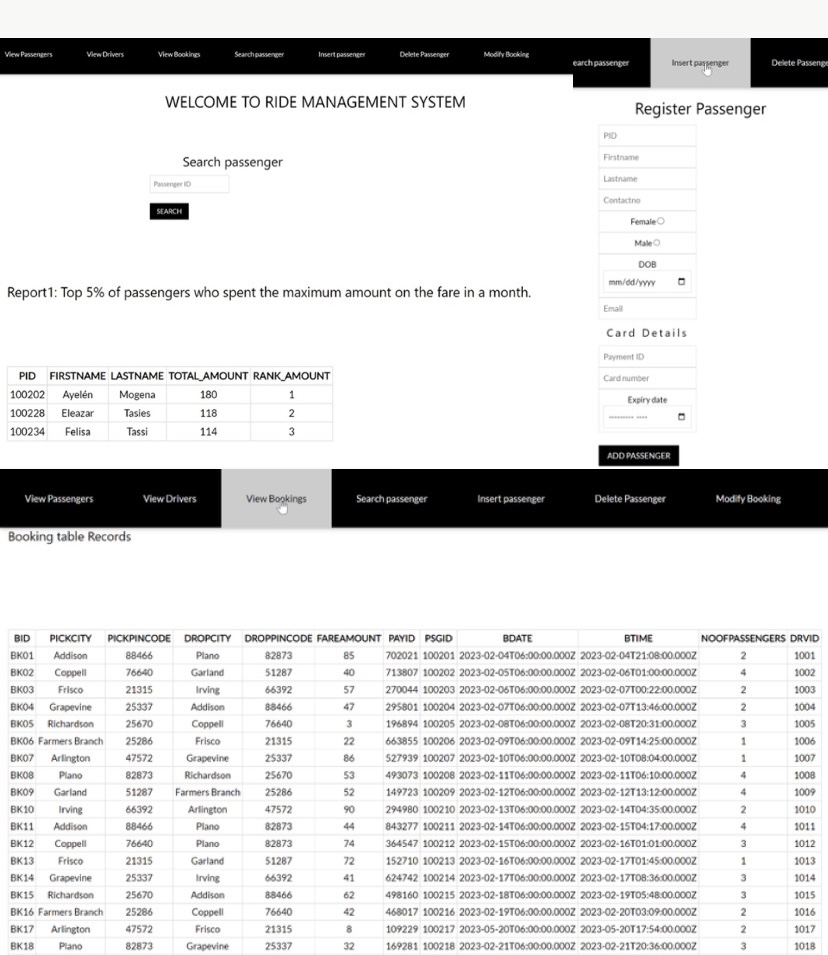 View Passengers View Drivers View Bookings Search passenger Insert passenger Delete Passenger Modify Booking
WELCOME TO RIDE MANAGEMENT SYSTEM
Search passenger
Passenger ID
SEARCH
Report1: Top 5% of passengers who spent the maximum amount on the fare in a month.
PID FIRSTNAME LASTNAME TOTAL_AMOUNT RANK_AMOUNT
100202 Ayelén Mogena 180 1
100228 Eleazar Tasies 118 2
100234 Felisa Tassi 114 3
earch passenger Insert passenger Delete Passenge
Register Passenger
PID
Firstname
Lastname
Contactno
Female
Male
DOB
mm/dd/yyyy
Email
Card Details
Payment ID
Card number
Expiry date
--------- ----
ADD PASSENGER
View Passengers View Drivers View Bookings Search passenger Insert passenger Delete Passenger Modify Booking
Booking table Records
BID PICKCITY PICKPINCODE DROPCITY DROPPINCODE FAREAMOUNT PAYID PSGID BDATE BTIME NOOFPASSENGERS DRVID
BK01 Addison 88466 Plano 82873 85 702021 100201 2023-02-04T06:00:00.000Z 2023-02-04T21:08:00.000Z 2 1001
BK02 Coppell 76640 Garland 51287 40 713807 100202 2023-02-05T06:00:00.000Z 2023-02-06T01:00:00.000Z 4 1002
BK03 Frisco 21315 Irving 66392 57 270044 100203 2023-02-06T06:00:00.000Z 2023-02-07T00:22:00.000Z 2 1003
BK04 Grapevine 25337 Addison 88466 47 295801 100204 2023-02-07T06:00:00.000Z 2023-02-07T13:46:00.000Z 2 1004
BK05 Richardson 25670 Coppell 76640 3 196894 100205 2023-02-08T06:00:00.000Z 2023-02-08T20:31:00.000Z 3 1005
BK06 Farmers Branch 25286 Frisco 21315 22 663855 100206 2023-02-09T06:00:00.000Z 2023-02-09T14:25:00.000Z 1 1006
BK07 Arlington 47572 Grapevine 25337 86 527939 100207 2023-02-10T06:00:00.000Z 2023-02-10T08:04:00.000Z 1 1007
BK08 Plano 82873 Richardson 25670 53 493073 100208 2023-02-11T06:00:00.000Z 2023-02-11T06:10:00.000Z 4 1008
BK09 Garland 51287 Farmers Branch 25286 52 149723 100209 2023-02-12T06:00:00.000Z 2023-02-12T13:12:00.000Z 4 1009
BK10 Irving 66392 Arlington 47572 90 294980 100210 2023-02-13T06:00:00.000Z 2023-02-14T04:35:00.000Z 2 1010
BK11 Addison 88466 Plano 82873 44 843277 100211 2023-02-14T06:00:00.000Z 2023-02-15T04:17:00.000Z 4 1011
BK12 Coppell 76640 Plano 82873 74 364547 100212 2023-02-15T06:00:00.000Z 2023-02-16T01:01:00.000Z 3 1012
BK13 Frisco 21315 Garland 51287 72 152710 100213 2023-02-16T06:00:00.000Z 2023-02-17T01:45:00.000Z 1 1013
BK14 Grapevine 25337 Irving 66392 41 624742 100214 2023-02-17T06:00:00.000Z 2023-02-17T08:36:00.000Z 3 1014
BK15 Richardson 25670 Addison 88466 62 498160 100215 2023-02-18T06:00:00.000Z 2023-02-19T05:48:00.000Z 3 1015
BK16 Farmers Branch 25286 Coppell 76640 42 468017 100216 2023-02-19T06:00:00.000Z 2023-02-20T03:09:00.000Z 2 1016
BK17 Arlington 47572 Frisco 21315 8 109229 100217 2023-05-20T06:00:00.000Z 2023-05-20T17:54:00.000Z 2 1017
BK18 Plano 82873 Grapevine 25337 32 169281 100218 2023-02-21T06:00:00.000Z 2023-02-21T20:36:00.000Z 3 1018